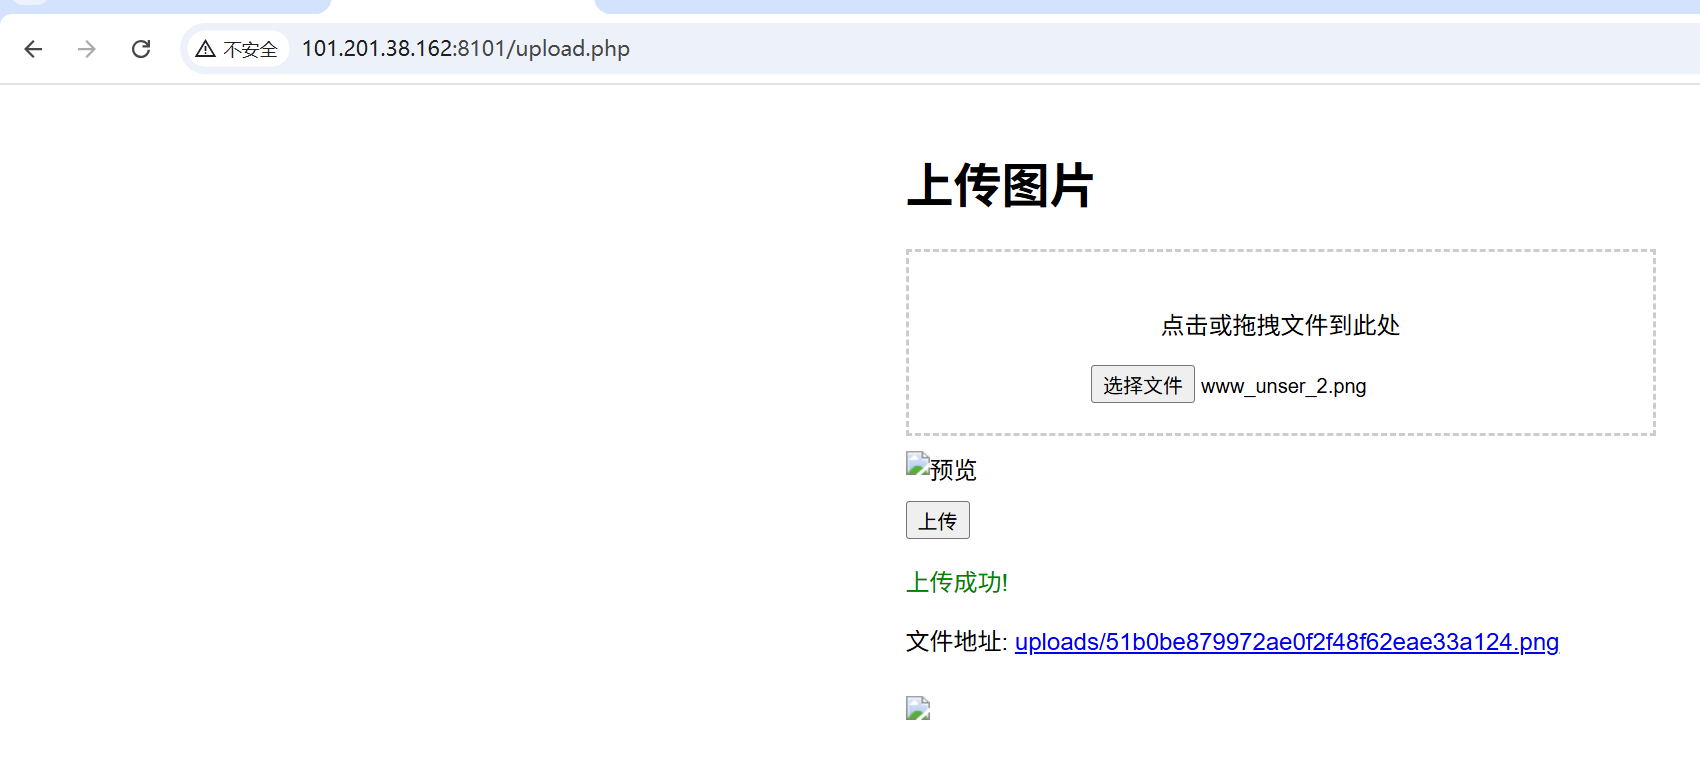 不安全 101.201.38.162:8101/upload.php
上传图片
点击或拖拽文件到此处
选择文件 www_unser_2.png
预览
上传
上传成功!
文件地址: uploads/51b0be879972ae0f2f48f62eae33a124.png